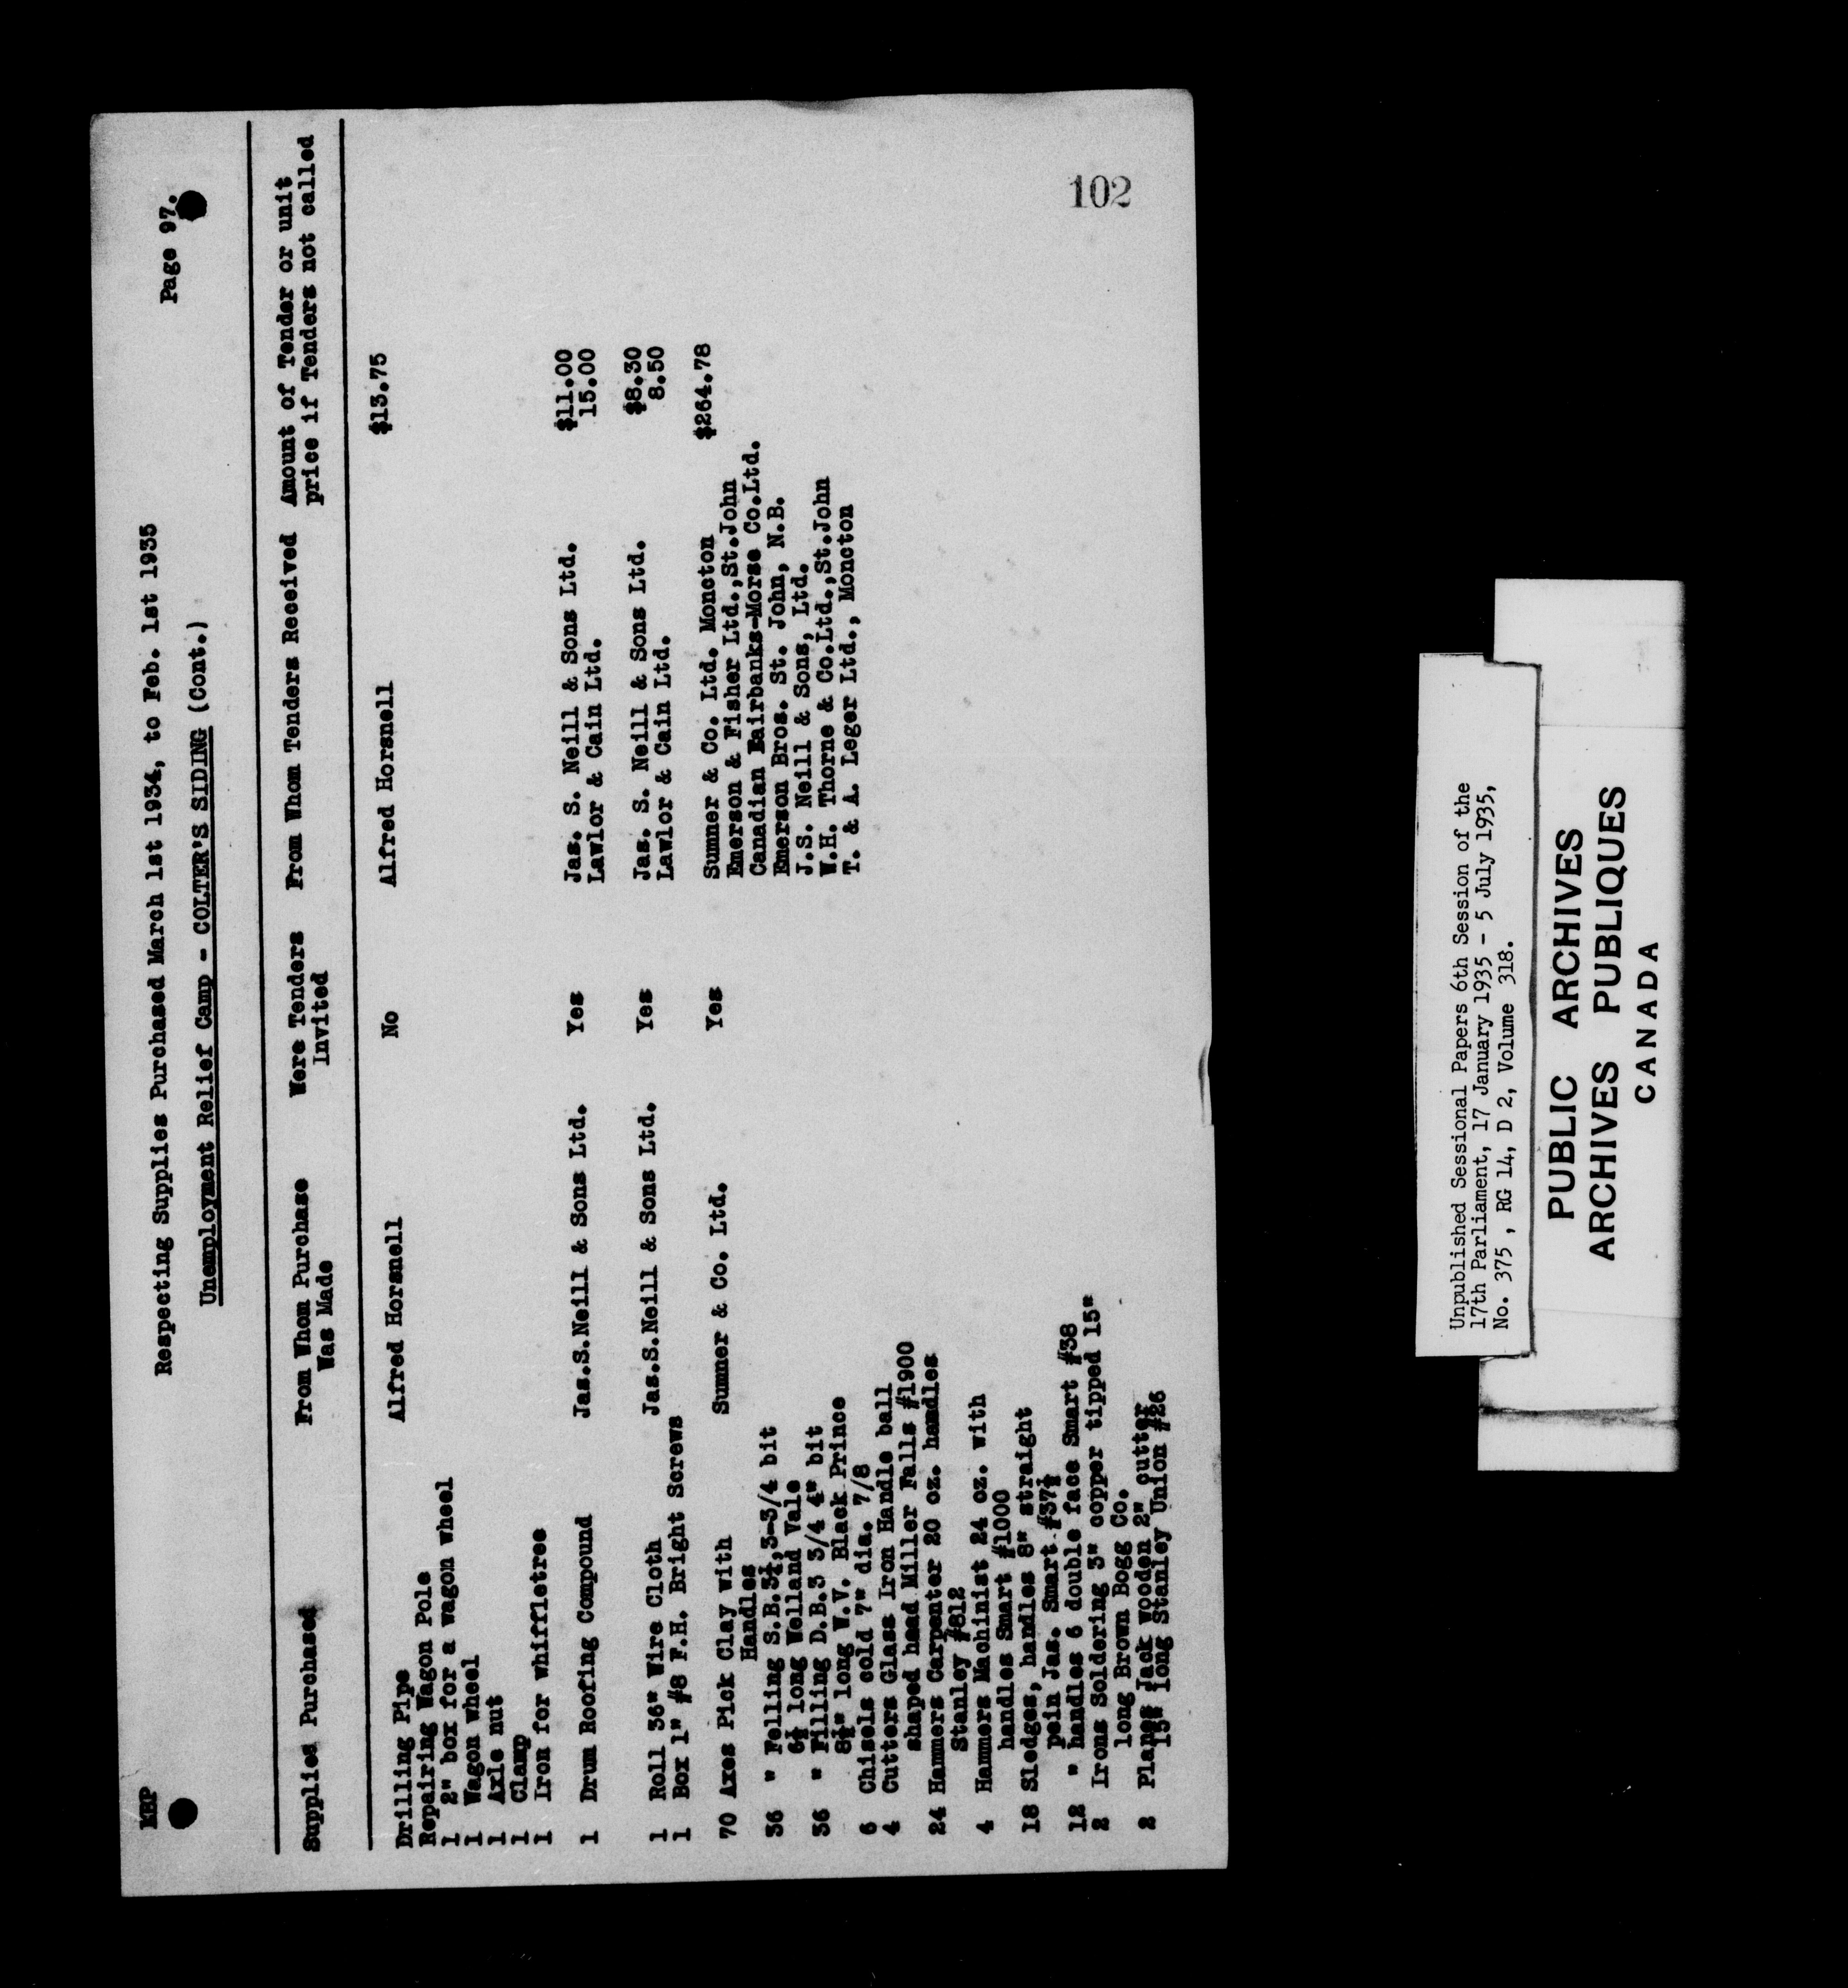 KBP
Page 97.
Respecting Supplies Purchased March 1st 1934, to Feb. 1st 1935
Unemployment Relief Camp - COLTER'S SIDING (Cont.)
Supplied Purchased From Whom Purchase Were Tenders From Whom Tenders Received Amount of Tender or unit
Was Made Invited price if Tenders not called
Drilling Pipe Alfred Horsnell No Alfred Horsnell $13.75
Repairing Wagon Pole
1 2" box for a wagon wheel
1 Wagon wheel
1 Axle nut
1 Clamp
1 Iron for whiffletree
1 Drum Roofing Compound Jas.S.Neill & Sons Ltd. Yes Jas. S. Neill & Sons Ltd. $11.00
Lawlor & Cain Ltd. 15.00
1 Roll 36" Wire Cloth Jas.S.Neill & Sons Ltd. Yes Jas. S. Neill & Sons Ltd. $8.30
1 Box 1" #8 F.H. Bright Screws Lawlor & Cain Ltd. 8.50
70 Axes Pick Clay with Sumner & Co. Ltd. Yes Sumner & Co. Ltd. Moncton $264.78
Handles Emerson & Fisher Ltd.,St.John
36 " Felling S.B. 3-3/4 bit Canadian Fairbanks-Morse Co.Ltd.
long Welland Vale Emerson Bros. St. John, N.B.
36 " Filling D.B.3 3/4 4" bit J.S. Neill & Sons, Ltd.
long W.V. Black Prince W.H. Thorne & Co.Ltd.,St.John
6 Chisels cold 7" dia. 7/8 T. & A. Leger Ltd., Moncton
4 Cutters Glass Iron Handle ball
shaped head Miller Falls #1900
24 Hammers Carpenter 20 oz. handles
Stanley #612
4 Hammers Machinist 24 oz. with
handles Smart #1000
18 Sledges, handles 8" straight
pein Jas. Smart #37½
12 " handles 6 double face Smart #38
2 Irons Soldering 3" copper tipped 15"
long Brown Bogg Co.
2 Planes Jack Wooden 2" cutter
15" long Stanley Union #26
102
Unpublished Sessional Papers 6th Session of the
17th Parliament, 17 January 1935 - 5 July 1935,
No. 375 , RG 14, D 2, Volume 318.
PUBLIC ARCHIVES
ARCHIVES PUBLIQUES
CANADA